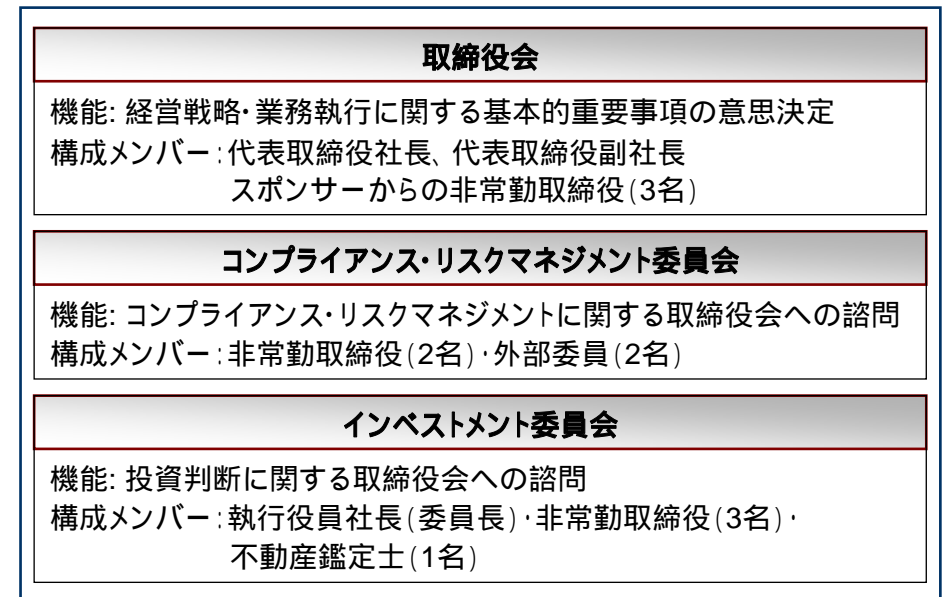 取締役会
機能: 経営戦略・業務執行に関する基本的重要事項の意思決定
構成メンバー:代表取締役社長、代表取締役副社長
スポンサーからの非常勤取締役(3名)
コンプライアンス・リスクマネジメント委員会
機能: コンプライアンス・リスクマネジメントに関する取締役会への諮問
構成メンバー:非常勤取締役(2名)・外部委員(2名)
インベストメント委員会
機能: 投資判断に関する取締役会への諮問
構成メンバー:執行役員社長(委員長)・非常勤取締役(3名)・
不動産鑑定士(1名)